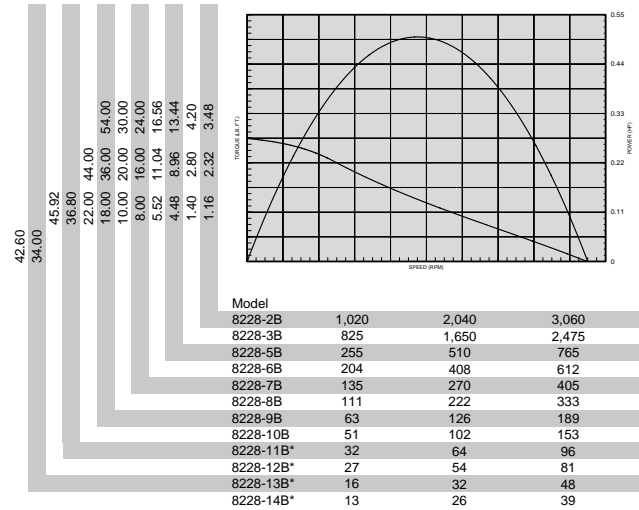 42.60
34.00
45.92
36.80
22.00 44.00
18.00 36.00 54.00
10.00 20.00 30.00
8.00 16.00 24.00
5.52 11.04 16.56
4.48 8.96 13.44
1.40 2.80 4.20
1.16 2.32 3.48
TORQUE (LB.FT.)
0.55
0.44
0.33
0.22
0.11
0
POWER (HP)
SPEED (RPM)
Model
8228-2B 1,020 2,040 3,060
8228-3B 825 1,650 2,475
8228-5B 255 510 765
8228-6B 204 408 612
8228-7B 135 270 405
8228-8B 111 222 333
8228-9B 63 126 189
8228-10B 51 102 153
8228-11B* 32 64 96
8228-12B* 27 54 81
8228-13B* 16 32 48
8228-14B* 13 26 39